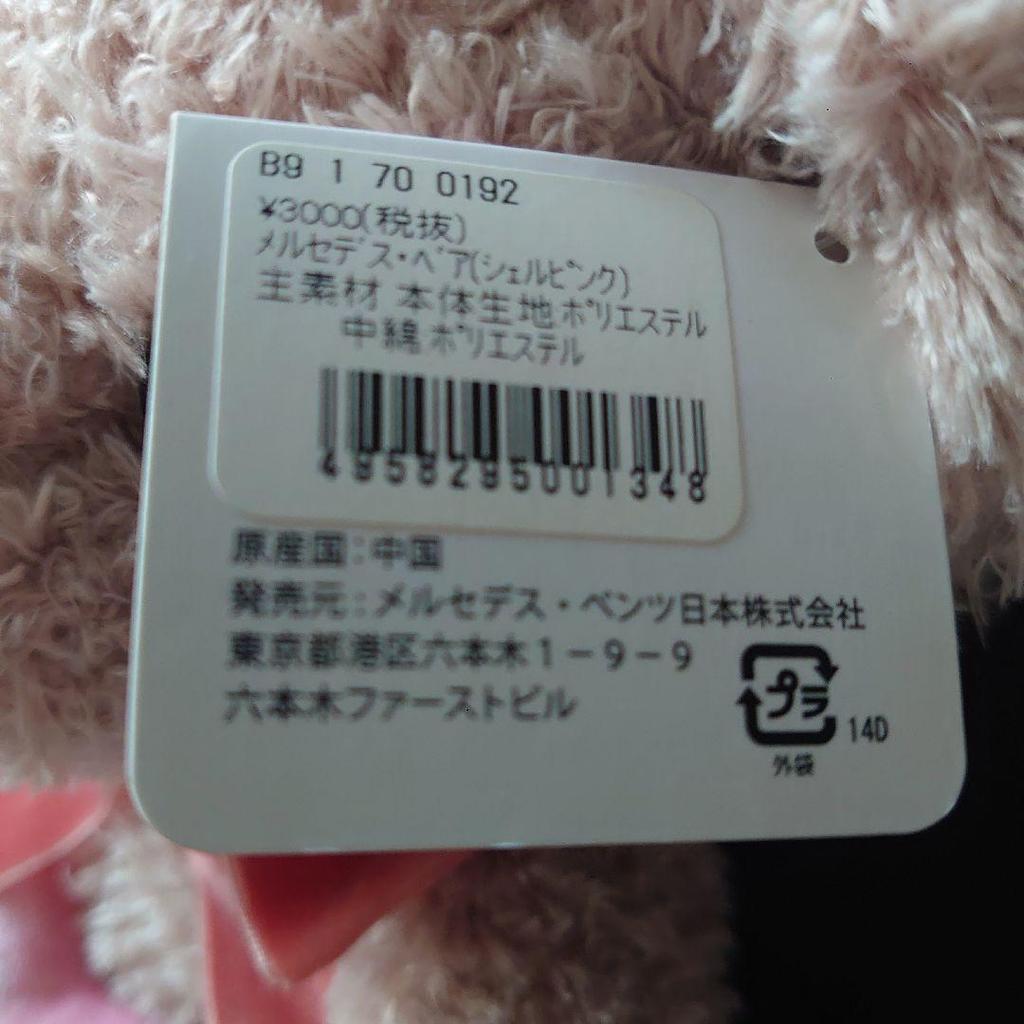 B9 1 70 0192
¥3000(税抜)
メルセデス・ベア(シェルピンク)
主素材 本体生地ポリエステル
中綿ポリエステル
4958295001348
原産国:中国
発売元:メルセデス・ベンツ日本株式会社
東京都港区六本木1-9-9
六本木ファーストビル
プラ
14D
外袋